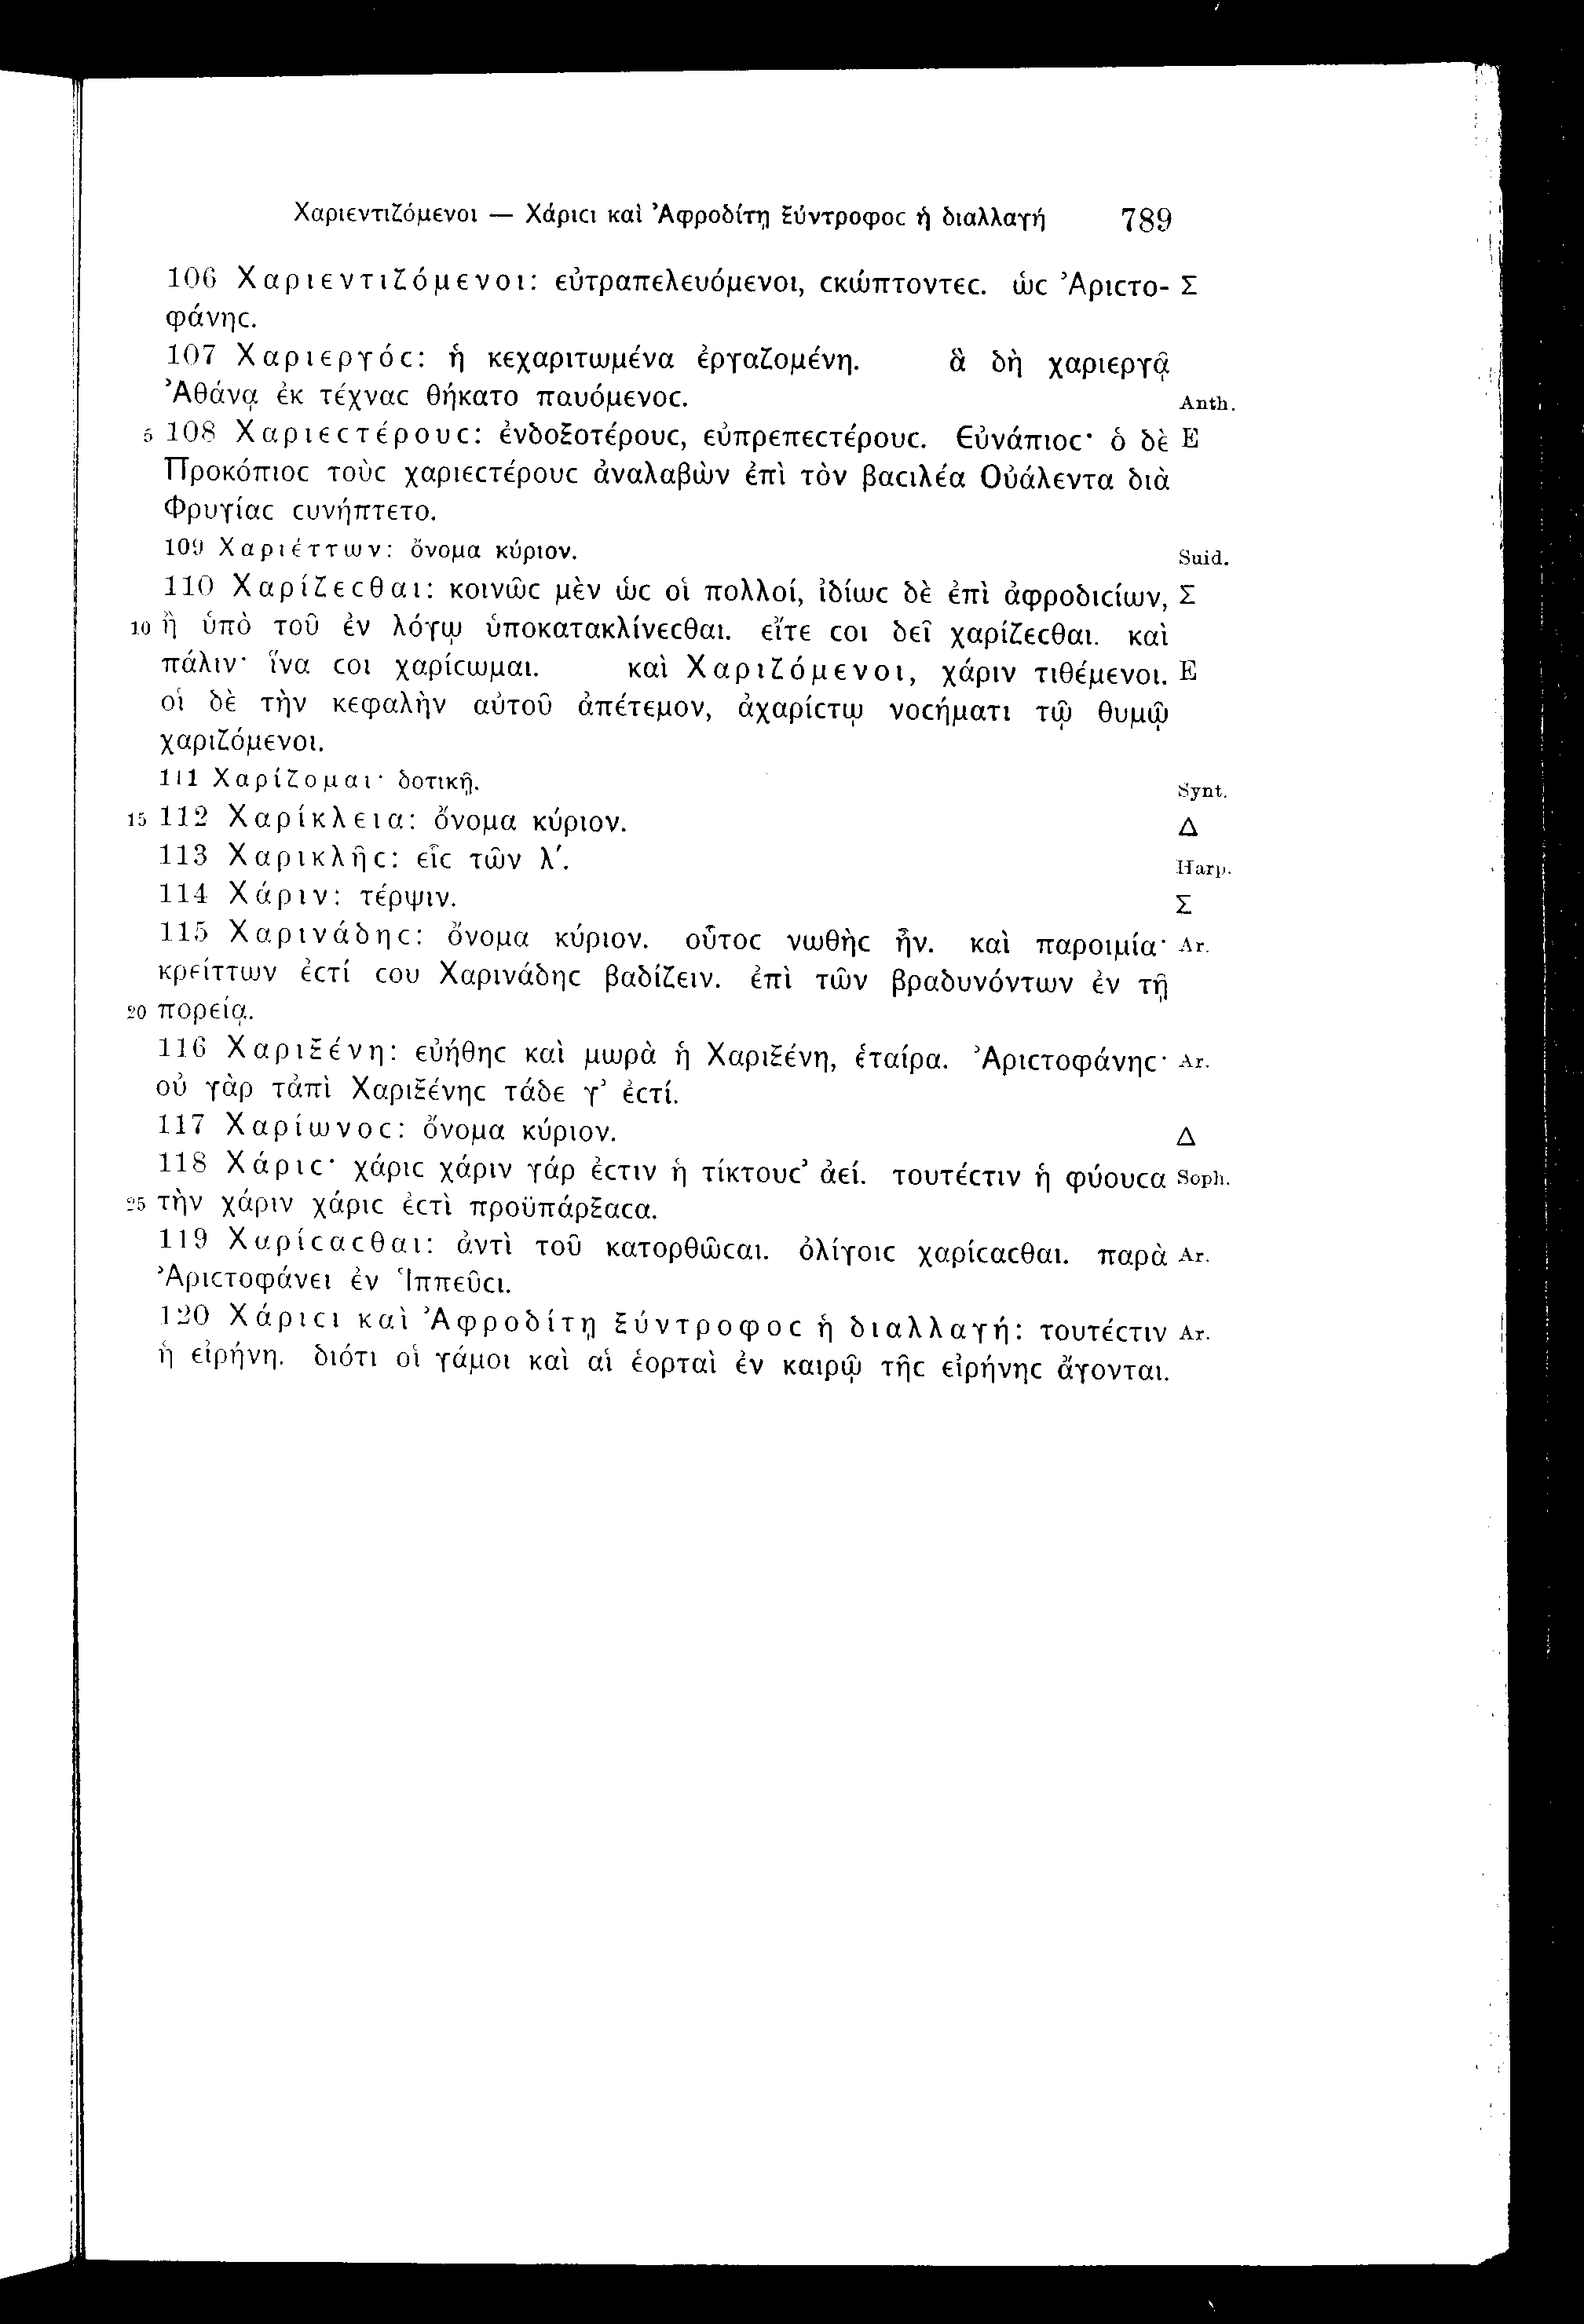 Χαριεντιζόμενοι — Χάριϲι καὶ Ἀφροδίτῃ ξύντροφοϲ ἡ διαλλαγή 789
106 Χαριεντιζόμενοι: εὐτραπελευόμενοι, ϲκώπτοντεϲ. ὡϲ Ἀριϲτο- Σ
φάνηϲ.
107 Χαριεργόϲ: ἡ κεχαριτωμένα ἐργαζομένη. ἃ δὴ χαριεργᾷ
Ἀθάνᾳ ἐκ τέχναϲ θήκατο παυόμενοϲ. Anth.
5 108 Χαριεϲτέρουϲ: ἐνδοξοτέρουϲ, εὐπρεπεϲτέρουϲ. Εὐνάπιοϲ· ὁ δὲ E
Προκόπιοϲ τοὺϲ χαριεϲτέρουϲ ἀναλαβὼν ἐπὶ τὸν βαϲιλέα Οὐάλεντα διὰ
Φρυγίαϲ ϲυνήπτετο.
109 Χαριέττων: ὄνομα κύριον. Suid.
110 Χαρίζεϲθαι: κοινῶϲ μὲν ὡϲ οἱ πολλοί, ἰδίωϲ δὲ ἐπὶ ἀφροδιϲίων, Σ
10 ἢ ὑπὸ τοῦ ἐν λόγῳ ὑποκατακλίνεϲθαι. εἴτε ϲοι δεῖ χαρίζεϲθαι. καὶ
πάλιν· ἵνα ϲοι χαρίϲωμαι. καὶ Χαριζόμενοι, χάριν τιθέμενοι. E
οἱ δὲ τὴν κεφαλὴν αὐτοῦ ἀπέτεμον, ἀχαρίϲτῳ νοϲήματι τῷ θυμῷ
χαριζόμενοι.
111 Χαρίζομαι· δοτικῇ. Synt.
15 112 Χαρίκλεια: ὄνομα κύριον. Δ
113 Χαρικλῆϲ: εἷϲ τῶν λʹ. Harp.
114 Χάριν: τέρψιν. Σ
115 Χαρινάδηϲ: ὄνομα κύριον. οὗτοϲ νωθὴϲ ἦν. καὶ παροιμία· Ar.
κρείττων ἐϲτί ϲου Χαρινάδηϲ βαδίζειν. ἐπὶ τῶν βραδυνόντων ἐν τῇ
20 πορείᾳ.
116 Χαριξένη: εὐήθηϲ καὶ μωρὰ ἡ Χαριξένη, ἑταίρα. Ἀριϲτοφάνηϲ· Ar.
οὐ γὰρ τἀπὶ Χαριξένηϲ τάδε γ’ ἐϲτί.
117 Χαρίωνοϲ: ὄνομα κύριον. Δ
118 Χάριϲ· χάριϲ χάριν γάρ ἐϲτιν ἡ τίκτουϲ’ ἀεί. τουτέϲτιν ἡ φύουϲα Soph.
25 τὴν χάριν χάριϲ ἐϲτὶ προϋπάρξαϲα.
119 Χαρίϲαϲθαι: ἀντὶ τοῦ κατορθῶϲαι. ὀλίγοιϲ χαρίϲαϲθαι. παρὰ Ar.
Ἀριϲτοφάνει ἐν Ἱππεῦϲι.
120 Χάριϲι καὶ Ἀφροδίτῃ ξύντροφοϲ ἡ διαλλαγή: τουτέϲτιν Ar.
ἡ εἰρήνη. διότι οἱ γάμοι καὶ αἱ ἑορταὶ ἐν καιρῷ τῆϲ εἰρήνηϲ ἄγονται.